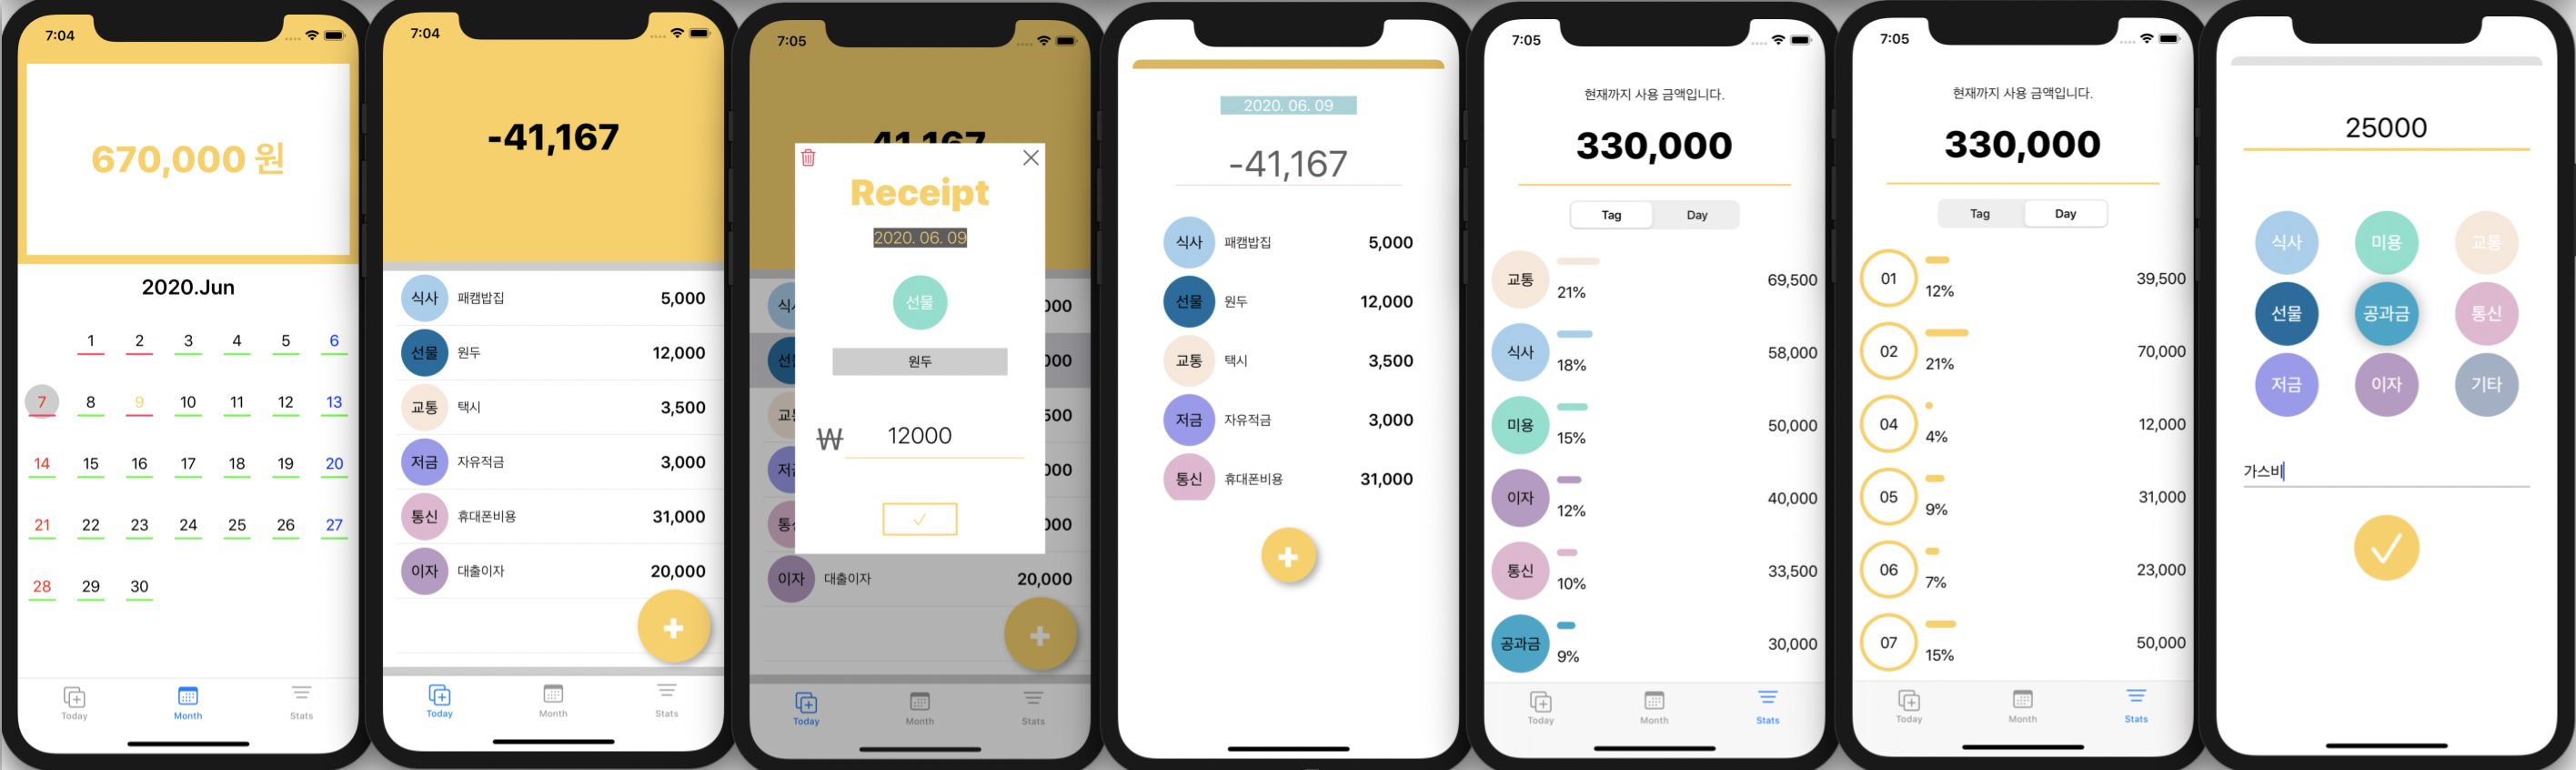 7:04
670,000 원
2020.Jun
1 2 3 4 5 6
7 8 9 10 11 12 13
14 15 16 17 18 19 20
21 22 23 24 25 26 27
28 29 30
Today Month Stats
7:04
-41,167
식사 패캠밥집 5,000
선물 원두 12,000
교통 택시 3,500
저금 자유적금 3,000
통신 휴대폰비용 31,000
이자 대출이자 20,000
Today Month Stats
7:05
41,167
Receipt
2020. 06. 09
선물
원두
₩ 12000
식 000
선 000
교 500
저 000
통 000
이자 대출이자 20,000
Today Month Stats
2020. 06. 09
-41,167
식사 패캠밥집 5,000
선물 원두 12,000
교통 택시 3,500
저금 자유적금 3,000
통신 휴대폰비용 31,000
7:05
현재까지 사용 금액입니다.
330,000
Tag Day
교통 21% 69,500
식사 18% 58,000
미용 15% 50,000
이자 12% 40,000
통신 10% 33,500
공과금 9% 30,000
Today Month Stats
7:05
현재까지 사용 금액입니다.
330,000
Tag Day
01 12% 39,500
02 21% 70,000
04 4% 12,000
05 9% 31,000
06 7% 23,000
07 15% 50,000
Today Month Stats
25000
식사 미용 교통
선물 공과금 통신
저금 이자 기타
가스비